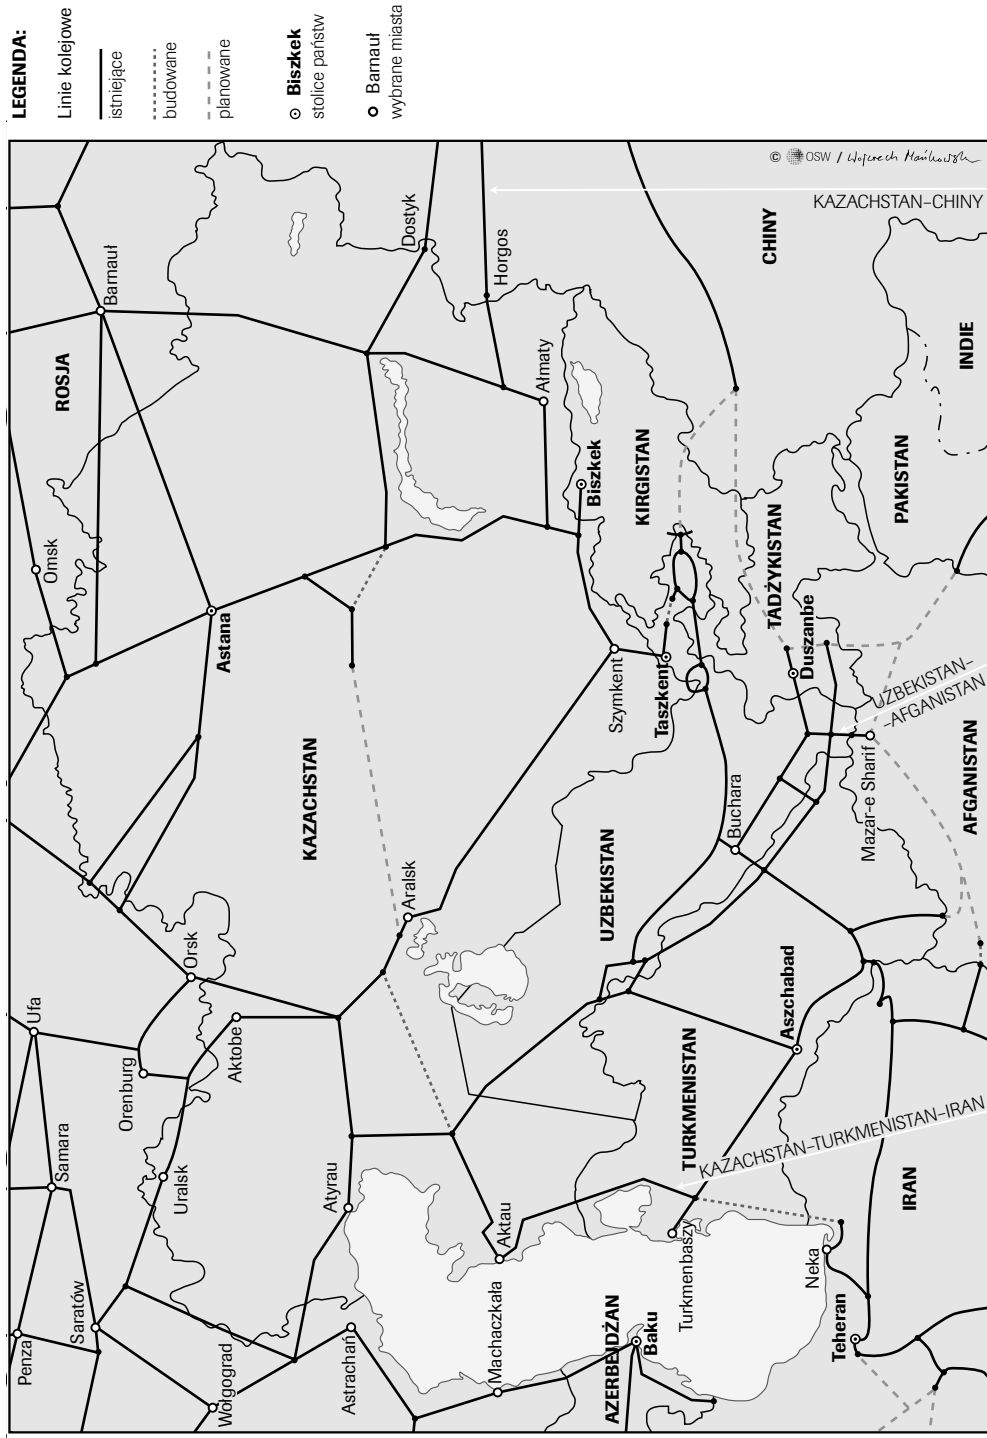 LEGENDA:
Linie kolejowe
istniejące
budowane
planowane
Biszkek
stolice państw
Barnauł
wybrane miasta
© OSW / Wojciech Mańkowski
KAZACHSTAN–CHINY
Barnauł
ROSJA
Omsk
Dostyk
Horgos
CHINY
INDIE
Ałmaty
Biszkek
KIRGISTAN
PAKISTAN
Astana
TADŻYKISTAN
Duszanbe
Szymkent
Taszkent
UZBEKISTAN–
–AFGANISTAN
KAZACHSTAN
Buchara
Mazar-e Sharif
AFGANISTAN
Aralsk
UZBEKISTAN
Orsk
Aszchabad
Ufa
Orenburg
Aktobe
TURKMENISTAN
KAZACHSTAN–TURKMENISTAN–IRAN
Samara
Uralsk
Atyrau
Aktau
IRAN
Turkmenbaszy
Neka
Penza
Saratów
Wołgograd
Astrachań
Machaczkała
AZERBEJDŻAN
Baku
Teheran